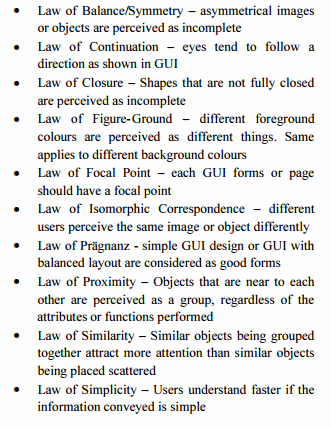 • Law of Balance/Symmetry – asymmetrical images
or objects are perceived as incomplete
• Law of Continuation – eyes tend to follow a
direction as shown in GUI
• Law of Closure – Shapes that are not fully closed
are perceived as incomplete
• Law of Figure-Ground – different foreground
colours are perceived as different things. Same
applies to different background colours
• Law of Focal Point – each GUI forms or page
should have a focal point
• Law of Isomorphic Correspondence – different
users perceive the same image or object differently
• Law of Prägnanz - simple GUI design or GUI with
balanced layout are considered as good forms
• Law of Proximity – Objects that are near to each
other are perceived as a group, regardless of the
attributes or functions performed
• Law of Similarity – Similar objects being grouped
together attract more attention than similar objects
being placed scattered
• Law of Simplicity – Users understand faster if the
information conveyed is simple